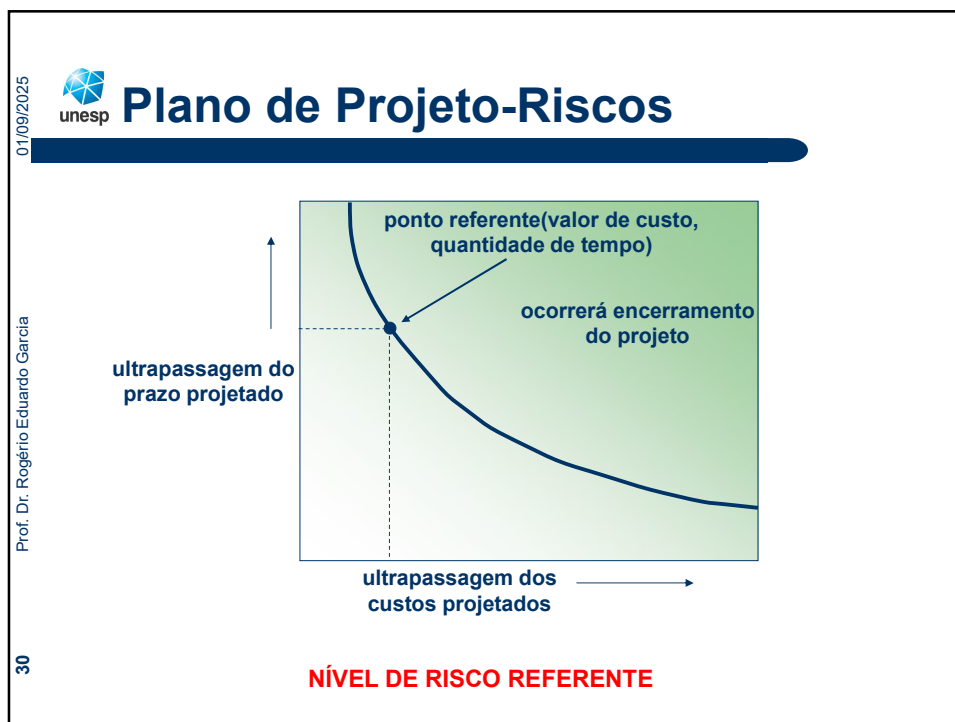 unesp
Plano de Projeto-Riscos
01/09/2025
ponto referente(valor de custo,
quantidade de tempo)
ocorrerá encerramento
do projeto
ultrapassagem do
prazo projetado
ultrapassagem dos
custos projetados
Prof. Dr. Rogério Eduardo Garcia
30
NÍVEL DE RISCO REFERENTE